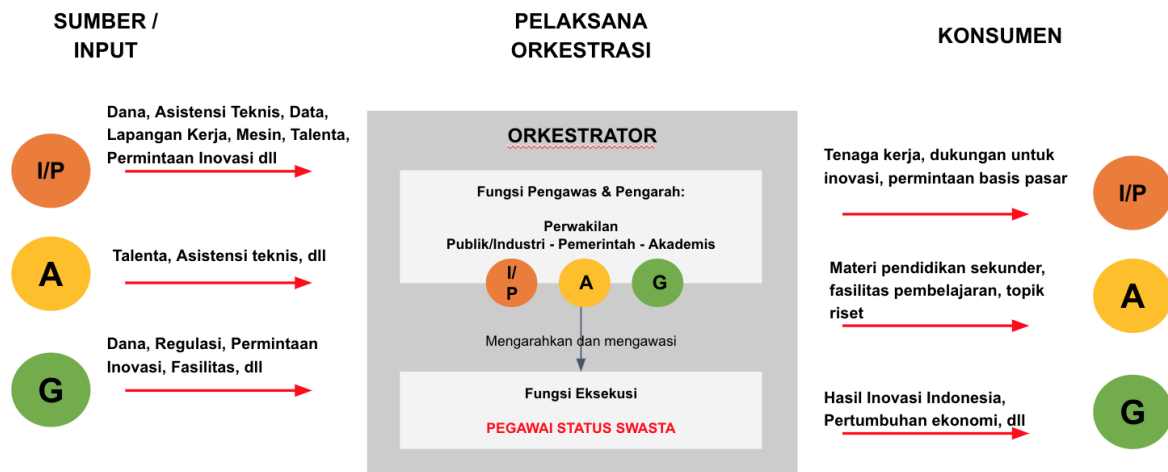 SUMBER /
INPUT
PELAKSANA
ORKESTRASI
KONSUMEN
I/P
Dana, Asistensi Teknis, Data,
Lapangan Kerja, Mesin, Talenta,
Permintaan Inovasi dll
A
Talenta, Asistensi teknis, dll
G
Dana, Regulasi, Permintaan
Inovasi, Fasilitas, dll
ORKESTRATOR
Fungsi Pengawas & Pengarah:
Perwakilan
Publik/Industri - Pemerintah - Akademis
I/
P
A
G
Mengarahkan dan mengawasi
Fungsi Eksekusi
PEGAWAI STATUS SWASTA
Tenaga kerja, dukungan untuk
inovasi, permintaan basis pasar
I/P
Materi pendidikan sekunder,
fasilitas pembelajaran, topik
riset
A
Hasil Inovasi Indonesia,
Pertumbuhan ekonomi, dll
G